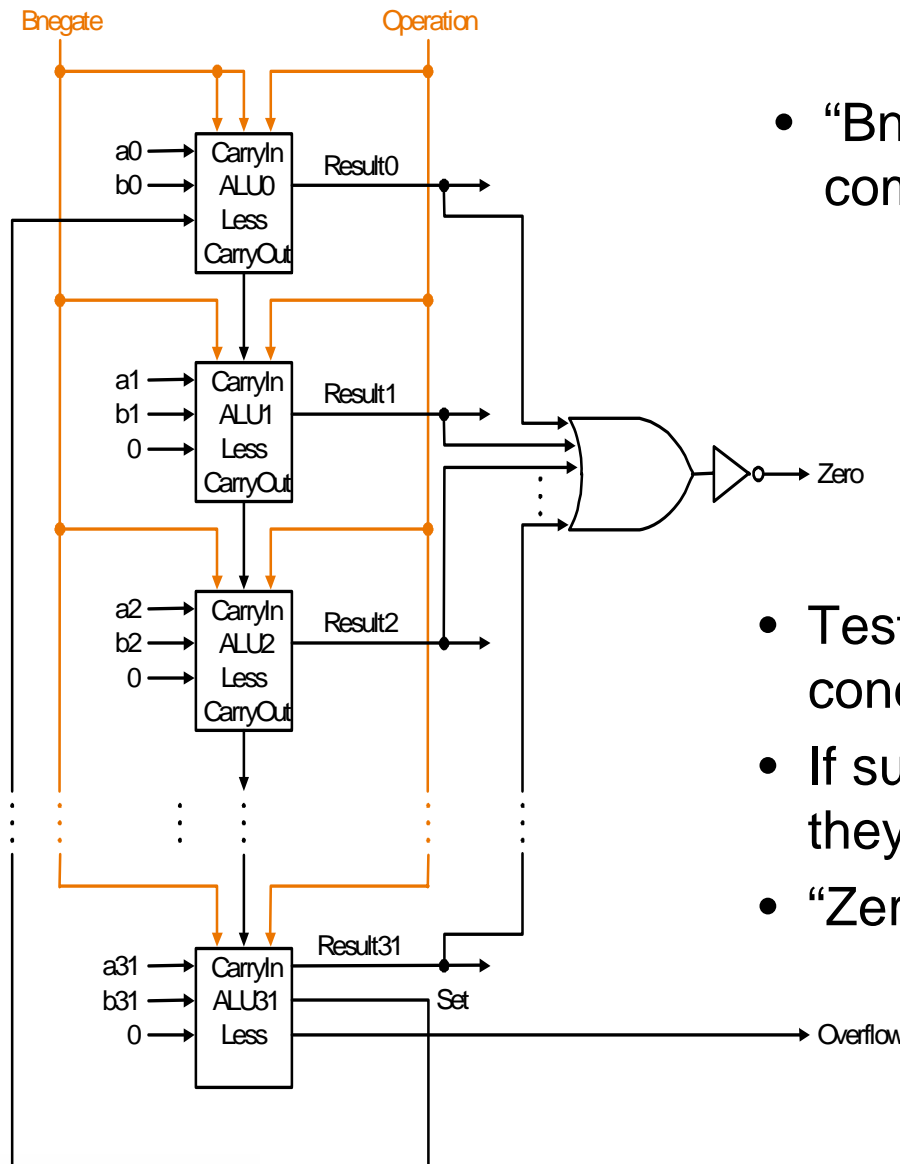 Bnegate
Operation
a0
b0
CarryIn
ALU0
Less
CarryOut
Result0
a1
b1
0
CarryIn
ALU1
Less
CarryOut
Result1
a2
b2
0
CarryIn
ALU2
Less
CarryOut
Result2
Zero
a31
b31
0
CarryIn
ALU31
Less
Result31
Set
Overflow
• “Bn
con
• Test
cond
• If su
they
• “Zer